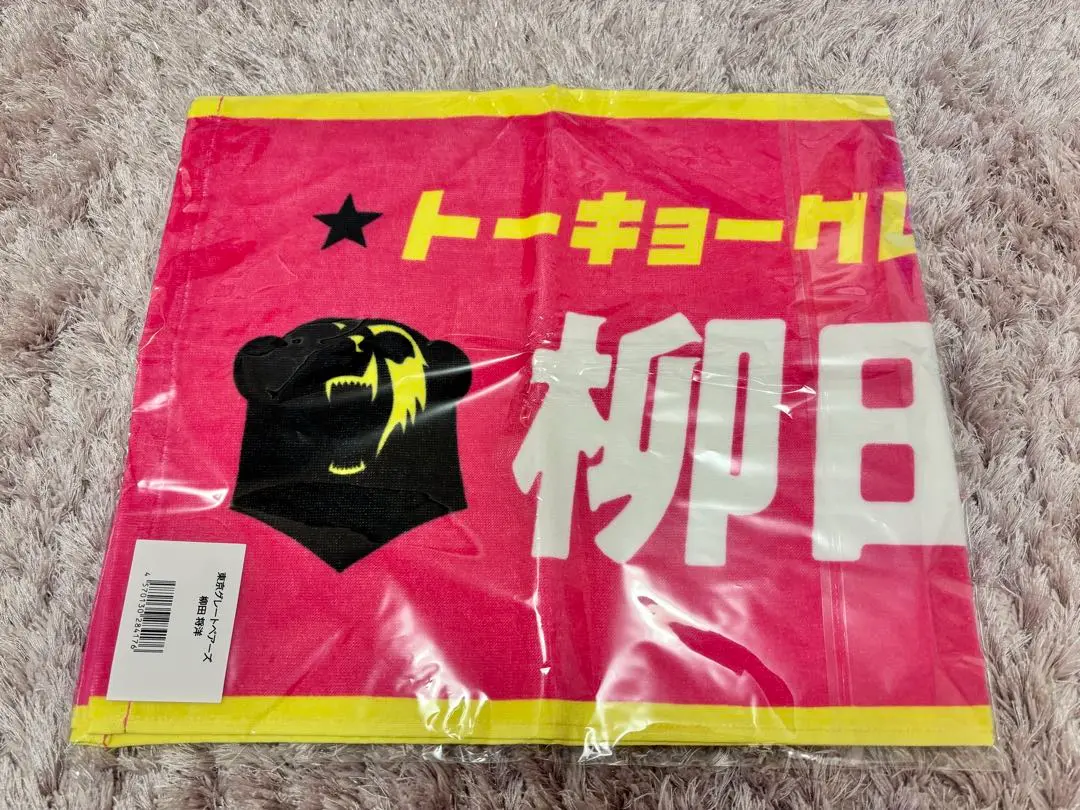 トーキョーグレ
柳田
東京グレートベアーズ
柳田 将洋
4570130284176